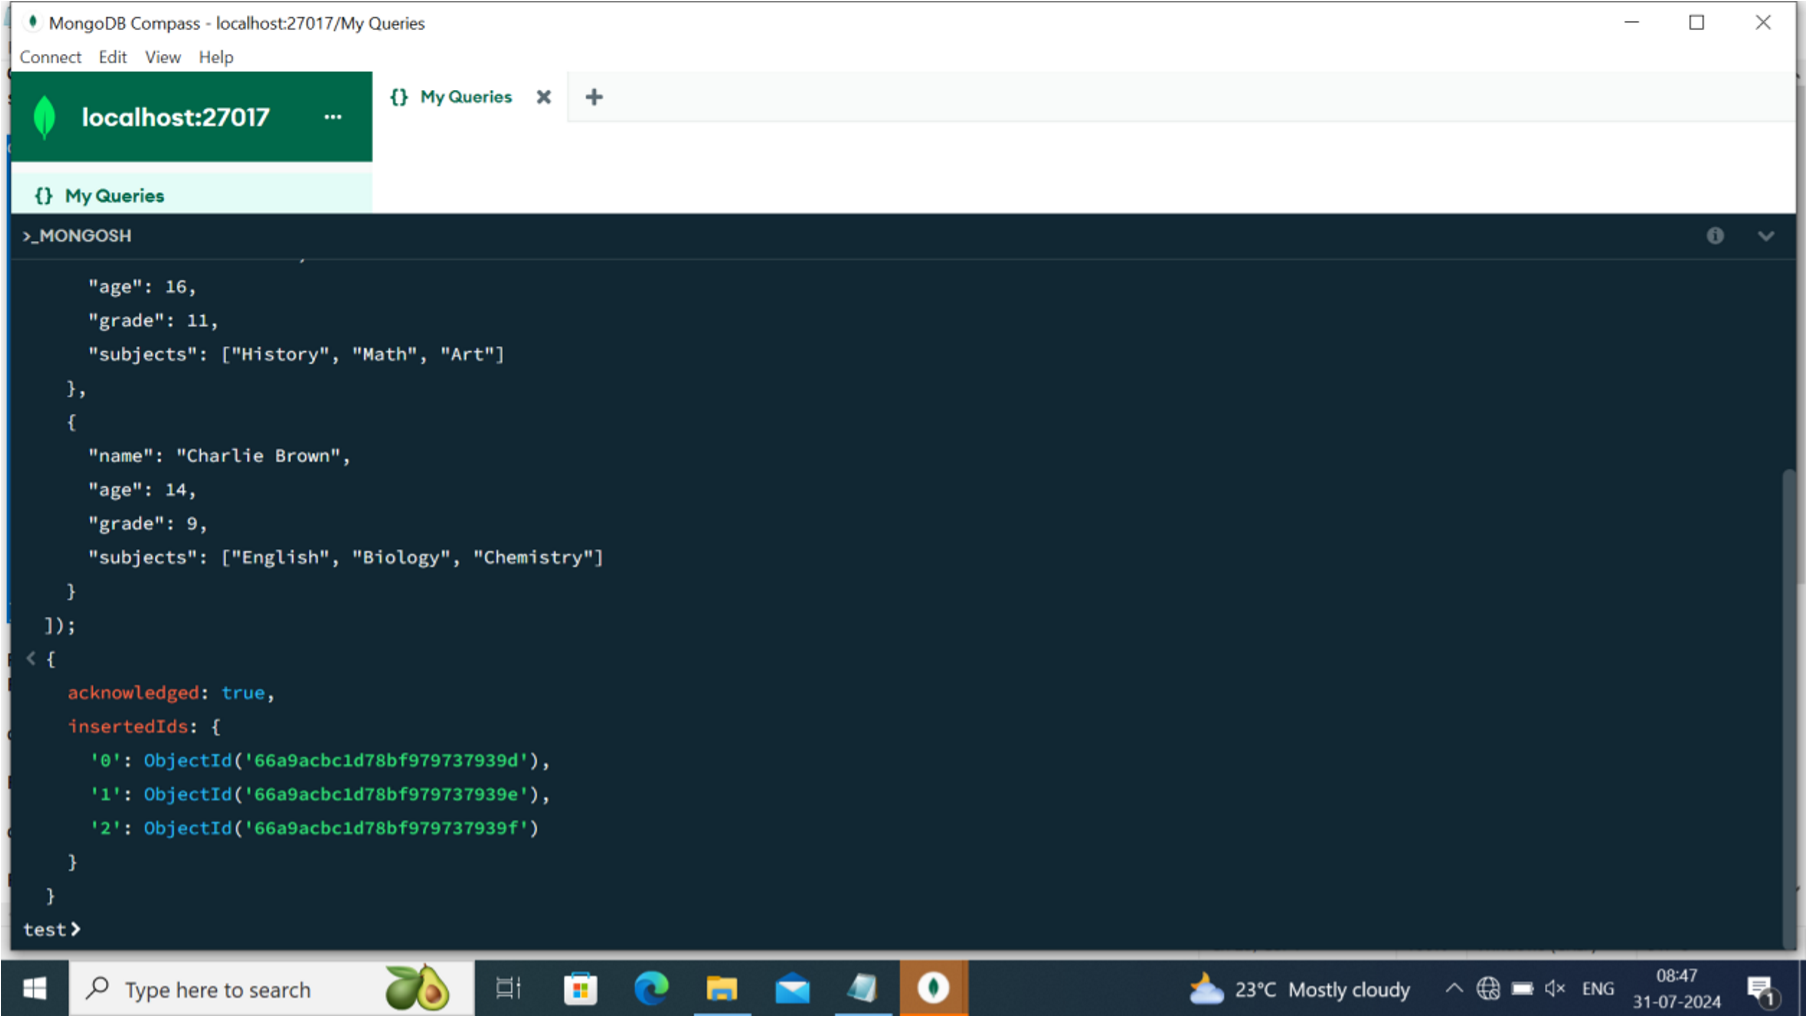 MongoDB Compass - localhost:27017/My Queries
Connect Edit View Help
localhost:27017 ...
{} My Queries × +
{} My Queries
>_MONGOSH
"age": 16,
"grade": 11,
"subjects": ["History", "Math", "Art"]
},
{
"name": "Charlie Brown",
"age": 14,
"grade": 9,
"subjects": ["English", "Biology", "Chemistry"]
}
]);
< {
acknowledged: true,
insertedIds: {
'0': ObjectId('66a9acbc1d78bf979737939d'),
'1': ObjectId('66a9acbc1d78bf979737939e'),
'2': ObjectId('66a9acbc1d78bf979737939f')
}
}
test>
Type here to search
23°C Mostly cloudy
ENG
08:47
31-07-2024
1